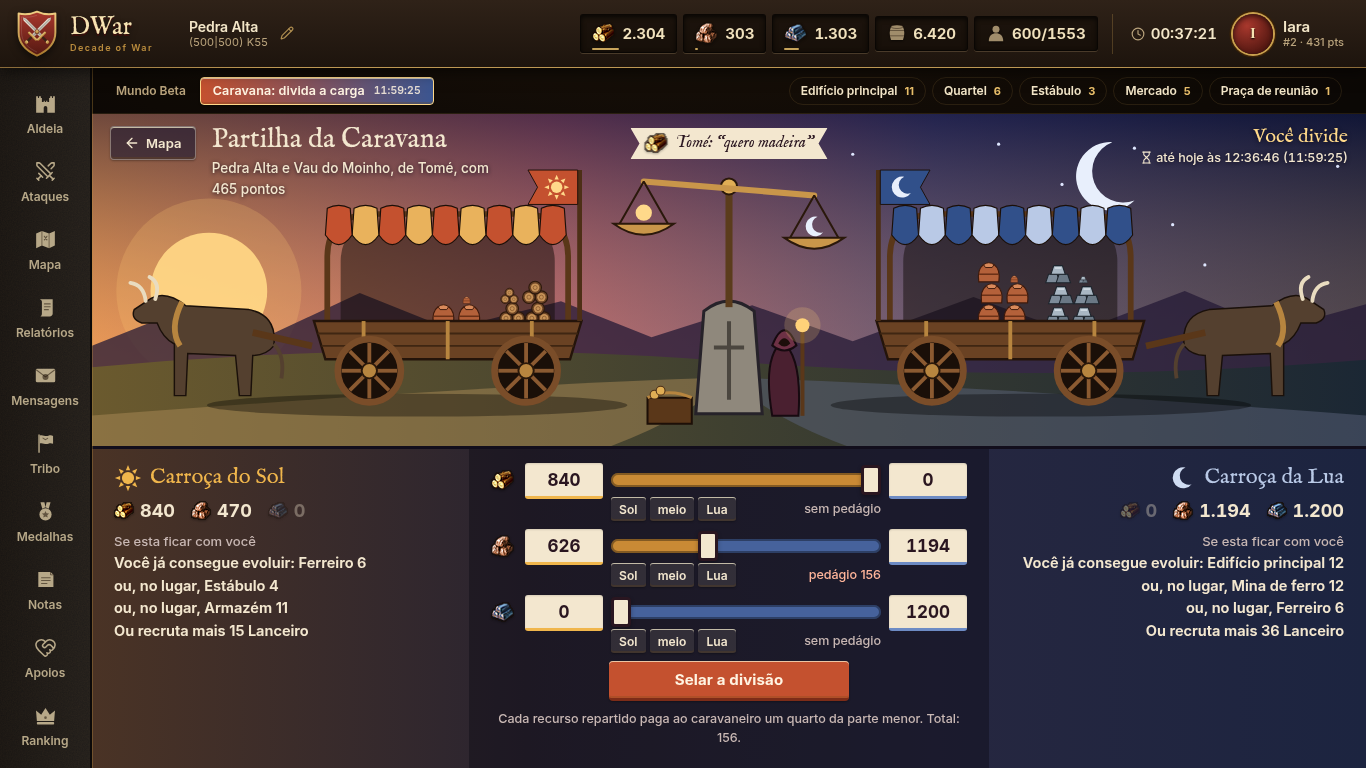 DWar
Decade of War
Pedra Alta
(500|500) K55
2.304
303
1.303
6.420
600/1553
00:37:21
I
Iara
#2 · 431 pts
Mundo Beta
Caravana: divida a carga 11:59:25
Edifício principal 11
Quartel 6
Estábulo 3
Mercado 5
Praça de reunião 1
Aldeia
Ataques
Mapa
Relatórios
Mensagens
Tribo
Medalhas
Notas
Apoios
Ranking
← Mapa
Partilha da Caravana
Pedra Alta e Vau do Moinho, de Tomé, com
465 pontos
Tomé: “quero madeira”
Você divide
até hoje às 12:36:46 (11:59:25)
Carroça do Sol
840 470 0
Se esta ficar com você
Você já consegue evoluir: Ferreiro 6
ou, no lugar, Estábulo 4
ou, no lugar, Armazém 11
Ou recruta mais 15 Lanceiro
840
0
Sol meio Lua sem pedágio
626
1194
Sol meio Lua pedágio 156
0
1200
Sol meio Lua sem pedágio
Selar a divisão
Cada recurso repartido paga ao caravaneiro um quarto da parte menor. Total:
156.
Carroça da Lua
0 1.194 1.200
Se esta ficar com você
Você já consegue evoluir: Edifício principal 12
ou, no lugar, Mina de ferro 12
ou, no lugar, Ferreiro 6
Ou recruta mais 36 Lanceiro